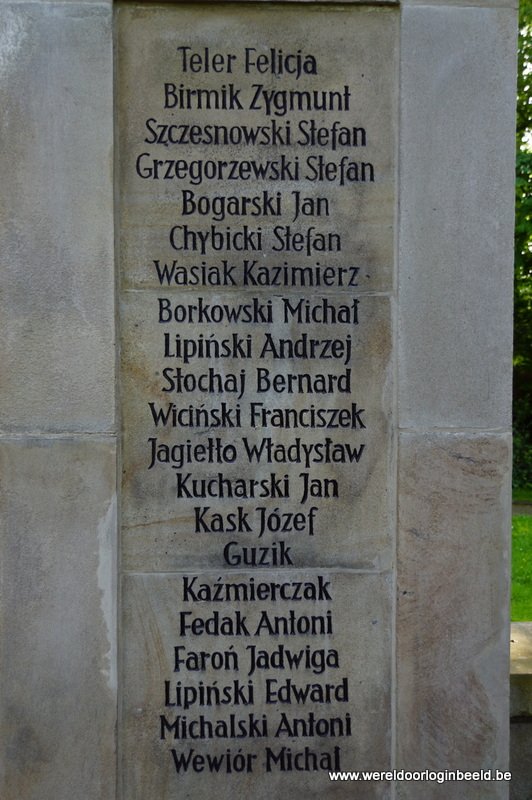 Teler Felicja
Birmik Zygmunt
Szczesnowski Stefan
Grzegorzewski Stefan
Bogarski Jan
Chybicki Stefan
Wasiak Kazimierz
Borkowski Michał
Lipiński Andrzej
Słochaj Bernard
Wiciński Franciszek
Jagiełło Władysław
Kucharski Jan
Kask Józef
Guzik
Kaźmierczak
Fedak Antoni
Faroń Jadwiga
Lipiński Edward
Michalski Antoni
Wewiór Michał
www.wereldoorloginbeeld.be